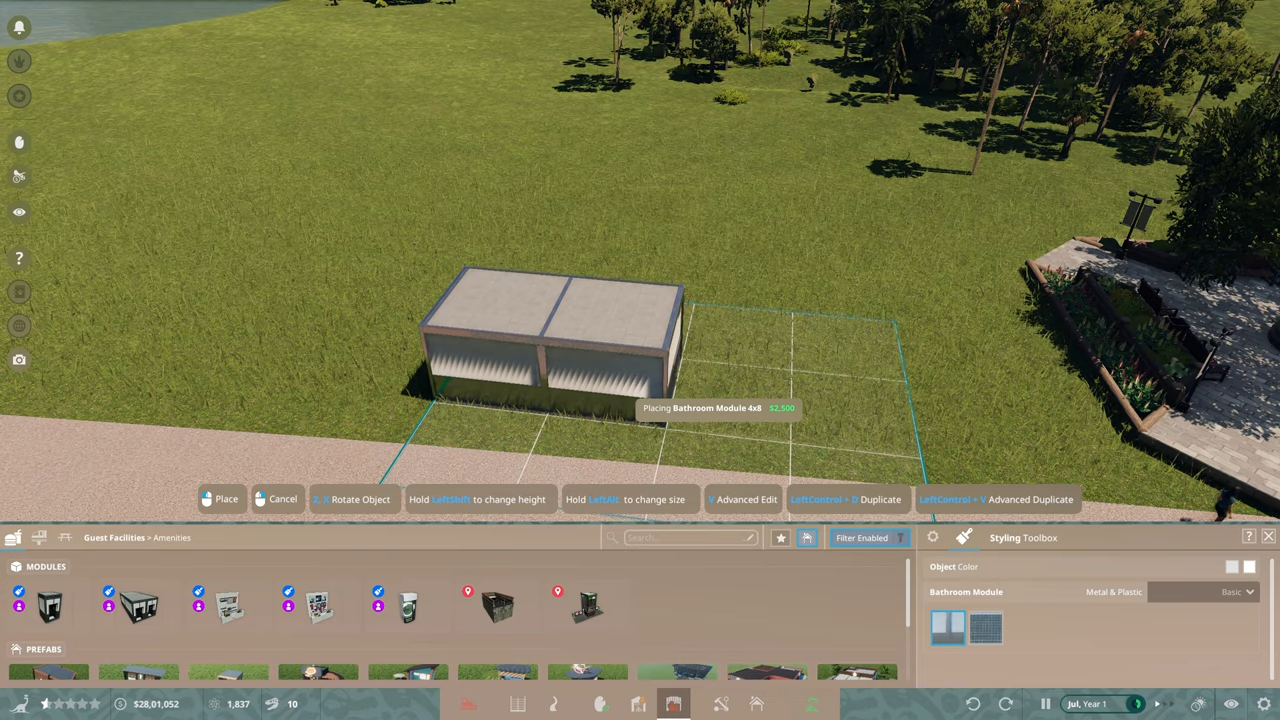 Placing Bathroom Module 4x8 $2,500
Place
Cancel
Z, X Rotate Object
Hold LeftShift to change height
Hold LeftAlt to change size
V Advanced Edit
LeftControl + D Duplicate
LeftControl + V Advanced Duplicate
Guest Facilities > Amenities
Search...
Filter Enabled
Styling Toolbox
?
MODULES
Object Color
Bathroom Module Metal & Plastic Basic
PREFABS
$28,01,052
1,837
10
Jul, Year 1